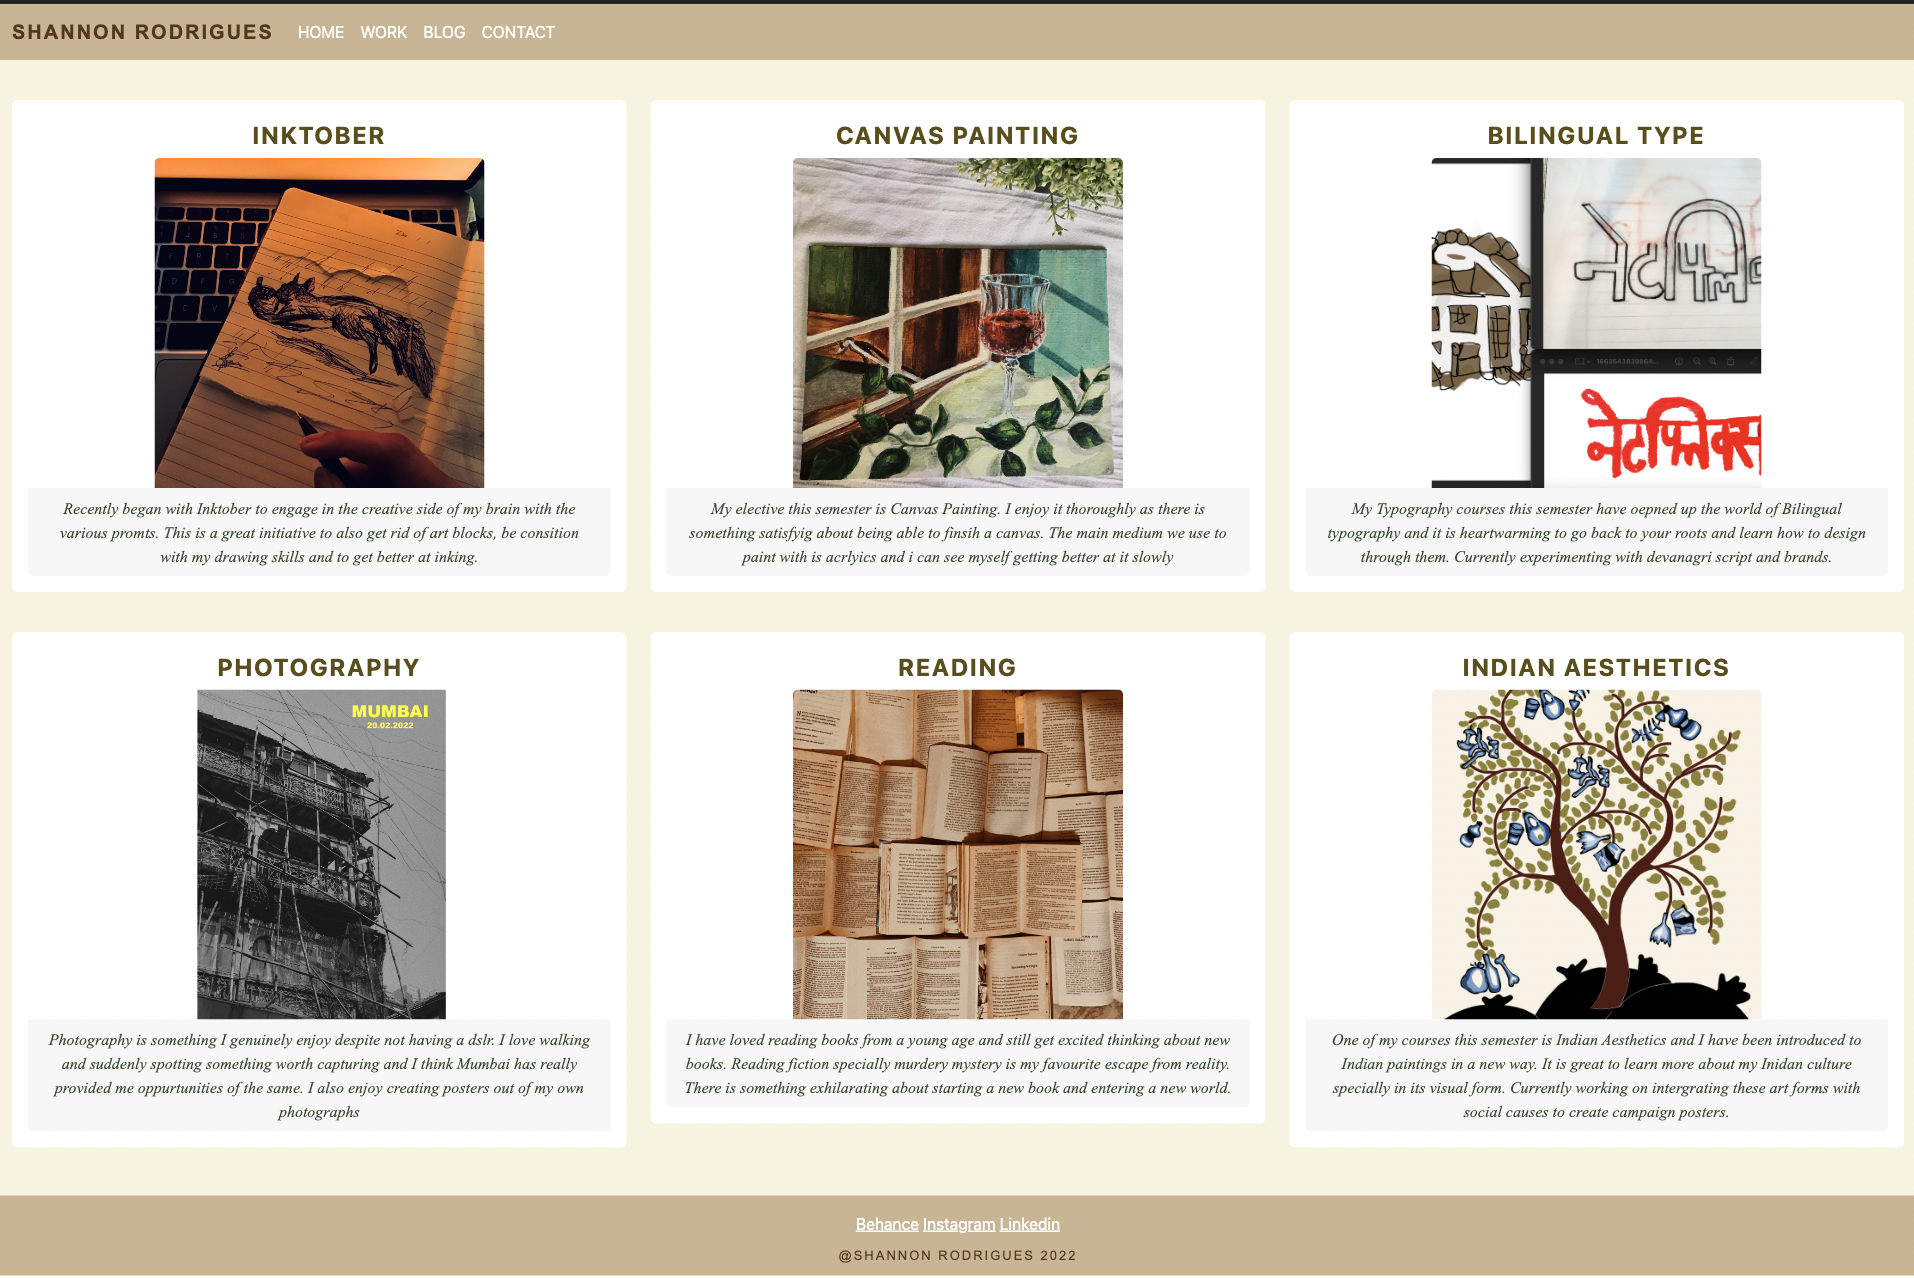 SHANNON RODRIGUES HOME WORK BLOG CONTACT
INKTOBER
Recently began with Inktober to engage in the creative side of my brain with the
various promts. This is a great initiative to also get rid of art blocks, be consition
with my drawing skills and to get better at inking.
CANVAS PAINTING
My elective this semester is Canvas Painting. I enjoy it thoroughly as there is
something satisfyig about being able to finsih a canvas. The main medium we use to
paint with is acrlyics and i can see myself getting better at it slowly
BILINGUAL TYPE
नेटफ्लिक्स
My Typography courses this semester have oepned up the world of Bilingual
typography and it is heartwarming to go back to your roots and learn how to design
through them. Currently experimenting with devanagri script and brands.
PHOTOGRAPHY
MUMBAI
20.02.2022
Photography is something I genuinely enjoy despite not having a dslr. I love walking
and suddenly spotting something worth capturing and I think Mumbai has really
provided me oppurtunities of the same. I also enjoy creating posters out of my own
photographs
READING
I have loved reading books from a young age and still get excited thinking about new
books. Reading fiction specially murdery mystery is my favourite escape from reality.
There is something exhilarating about starting a new book and entering a new world.
INDIAN AESTHETICS
One of my courses this semester is Indian Aesthetics and I have been introduced to
Indian paintings in a new way. It is great to learn more about my Inidan culture
specially in its visual form. Currently working on intergrating these art forms with
social causes to create campaign posters.
Behance Instagram Linkedin
@SHANNON RODRIGUES 2022